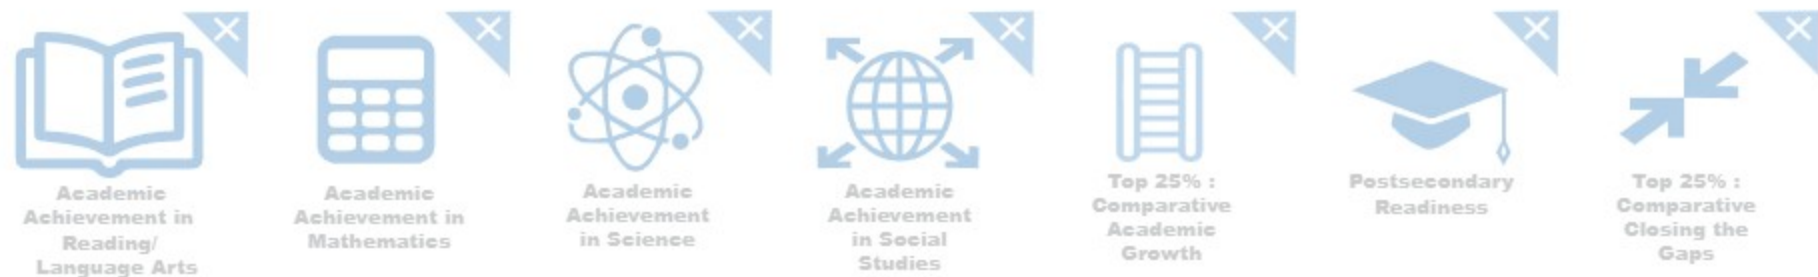 Academic
Achievement in
Reading/
Language Arts
Academic
Achievement in
Mathematics
Academic
Achievement
in Science
Academic
Achievement
in Social
Studies
Top 25% :
Comparative
Academic
Growth
Postsecondary
Readiness
Top 25% :
Comparative
Closing the
Gaps